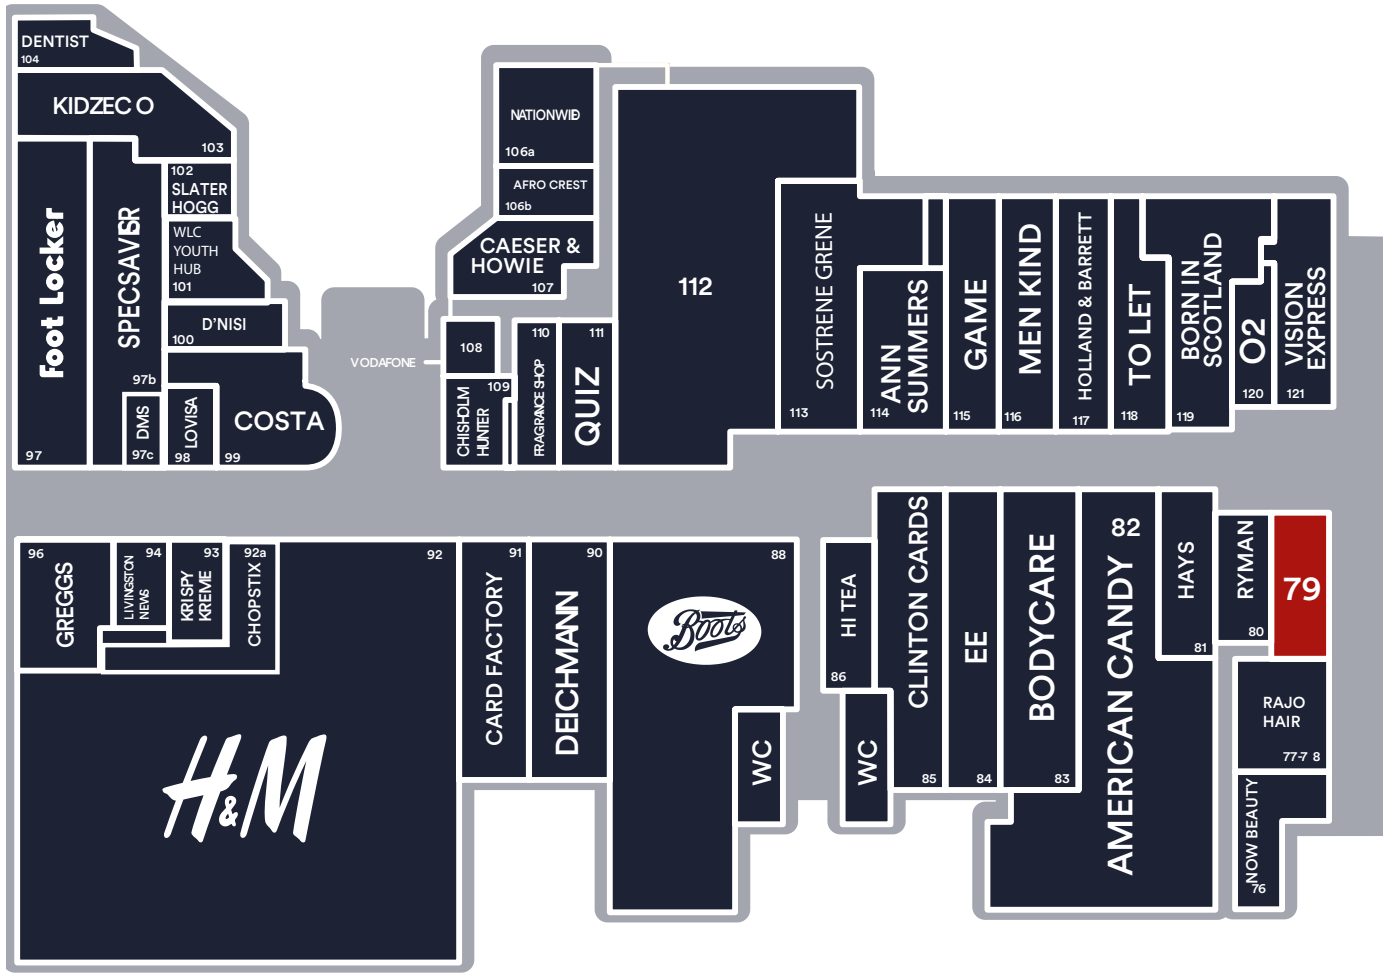 DENTIST
104
KIDZEC O
103
Foot Locker
97
SPECSAVER
97b
102
SLATER
HOGG
WLC
YOUTH
HUB
101
D'NISI
100
DMS
97c
LOVISA
98
COSTA
99
NATIONWIDE
106a
AFRO CREST
106b
CAESER &
HOWIE
107
VODAFONE
108
109
CHISHOLM
HUNTER
110
FRAGRANCE SHOP
111
QUIZ
112
SOSTRENE GRENE
113
ANN
SUMMERS
114
GAME
115
MEN KIND
116
HOLLAND & BARRETT
117
TO LET
118
BORN IN
SCOTLAND
119
O2
120
VISION
EXPRESS
121
96
GREGGS
94
LIVINGSTON
NEWS
93
KRISPY
KREME
92a
CHOPSTIX
92
H&M
91
CARD FACTORY
90
DEICHMANN
88
Boots
WC
HI TEA
86
WC
CLINTON CARDS
85
EE
84
BODYCARE
83
82
AMERICAN CANDY
HAYS
81
RYMAN
80
79
RAJO
HAIR
77-7 8
NOW BEAUTY
76